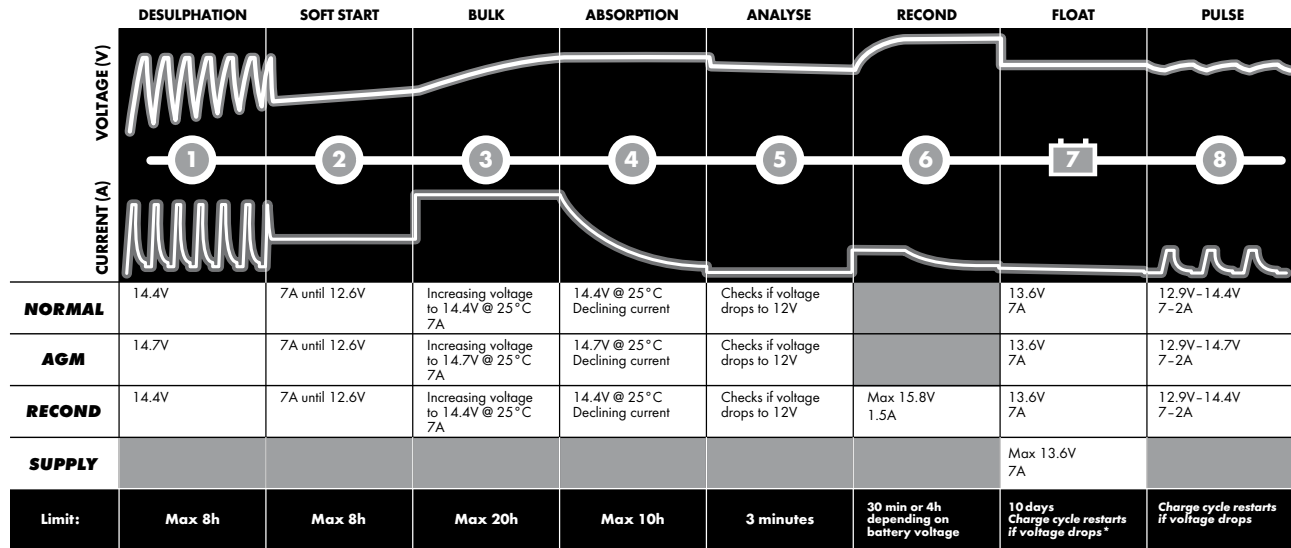 DESULPHATION SOFT START BULK ABSORPTION ANALYSE RECOND FLOAT PULSE
VOLTAGE (V)
1 2 3 4 5 6 7 8
CURRENT (A)
NORMAL
14.4V
7A until 12.6V
Increasing voltage
to 14.4V @ 25°C
7A
14.4V @ 25°C
Declining current
Checks if voltage
drops to 12V
13.6V
7A
12.9V–14.4V
7–2A
AGM
14.7V
7A until 12.6V
Increasing voltage
to 14.7V @ 25°C
7A
14.7V @ 25°C
Declining current
Checks if voltage
drops to 12V
13.6V
7A
12.9V–14.7V
7–2A
RECOND
14.4V
7A until 12.6V
Increasing voltage
to 14.4V @ 25°C
7A
14.4V @ 25°C
Declining current
Checks if voltage
drops to 12V
Max 15.8V
1.5A
13.6V
7A
12.9V–14.4V
7–2A
SUPPLY
Max 13.6V
7A
Limit:
Max 8h
Max 8h
Max 20h
Max 10h
3 minutes
30 min or 4h
depending on
battery voltage
10 days
Charge cycle restarts
if voltage drops*
Charge cycle restarts
if voltage drops